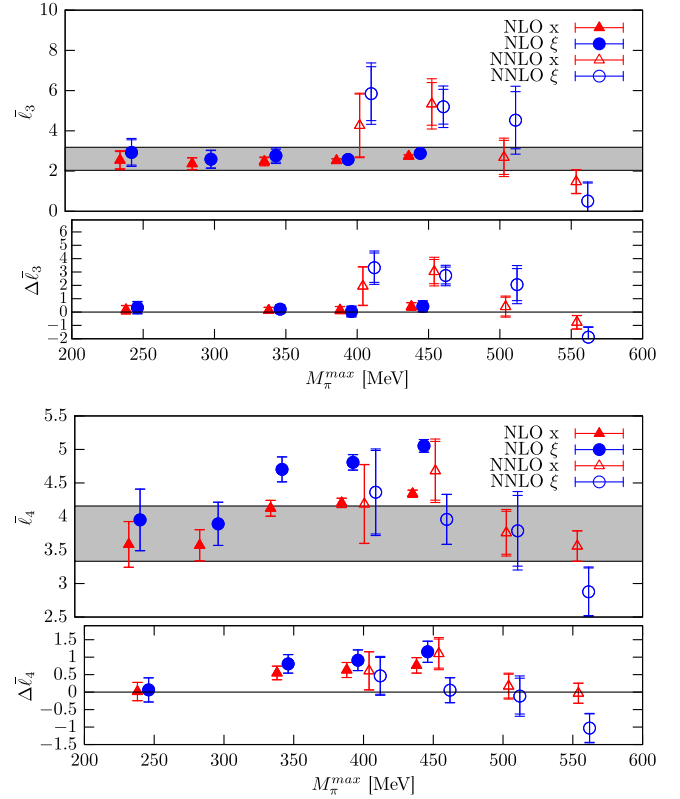 10
8
6
4
2
0
ℓ̄₃
NLO x
NLO ξ
NNLO x
NNLO ξ
6
5
4
3
2
1
0
−1
−2
Δℓ̄₃
200 250 300 350 400 450 500 550 600
M_π^{max} [MeV]
5.5
5
4.5
4
3.5
3
2.5
ℓ̄₄
NLO x
NLO ξ
NNLO x
NNLO ξ
1.5
1
0.5
0
−0.5
−1
−1.5
Δℓ̄₄
200 250 300 350 400 450 500 550 600
M_π^{max} [MeV]